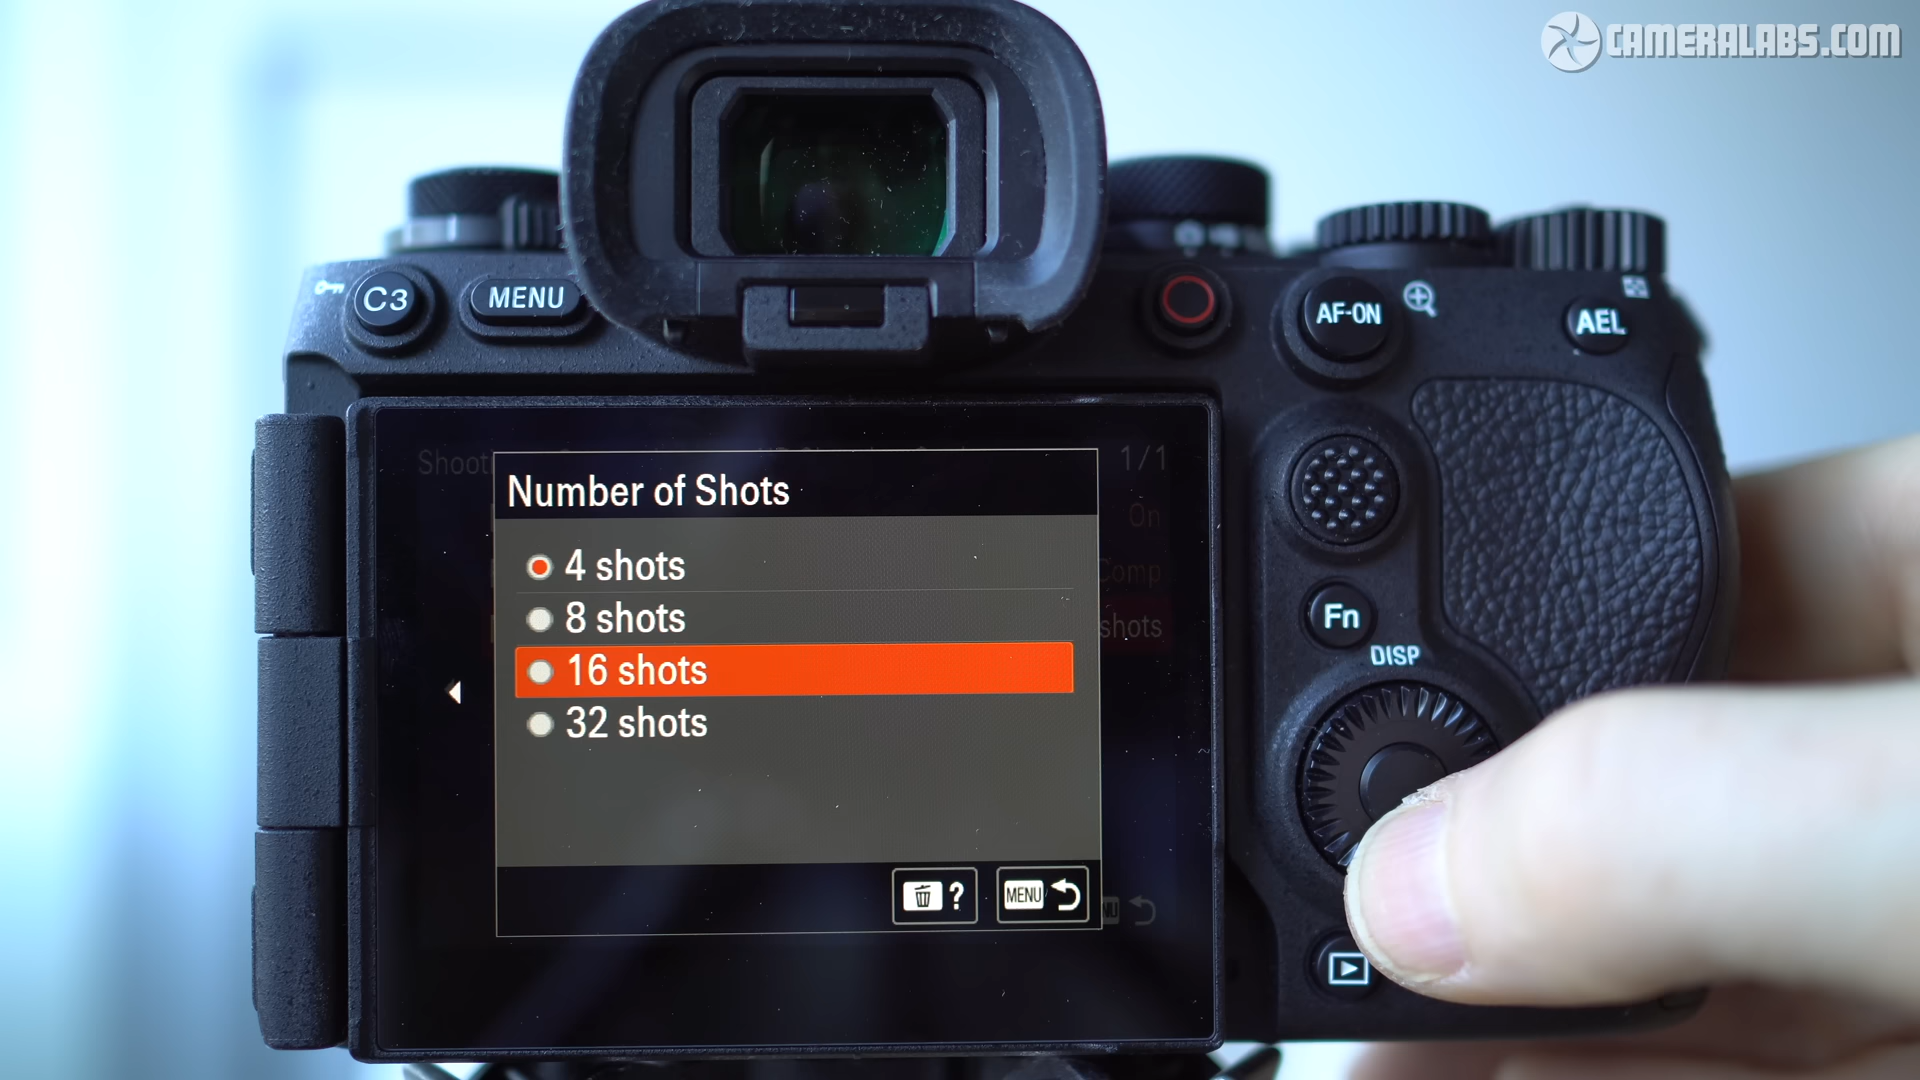 CAMERALABS.COM
C3
MENU
AF-ON
AEL
Shoot
1/1
Number of Shots
On
4 shots
Comp
8 shots
shots
16 shots
32 shots
Fn
DISP
?
MENU